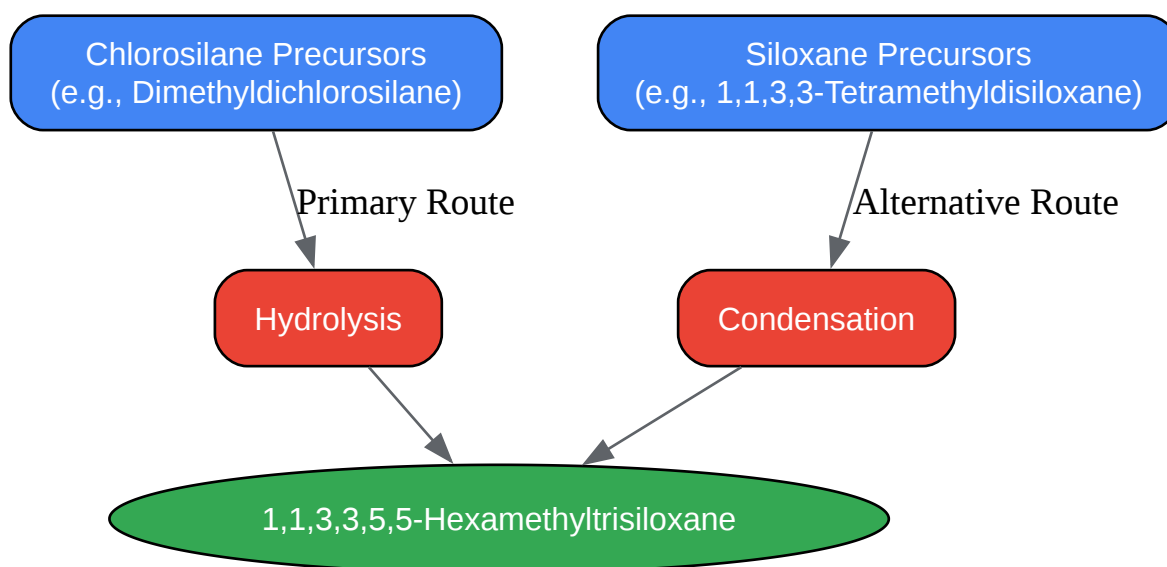 Chlorosilane Precursors
(e.g., Dimethyldichlorosilane)
Siloxane Precursors
(e.g., 1,1,3,3-Tetramethyldisiloxane)
Primary Route
Alternative Route
Hydrolysis
Condensation
1,1,3,3,5,5-Hexamethyltrisiloxane